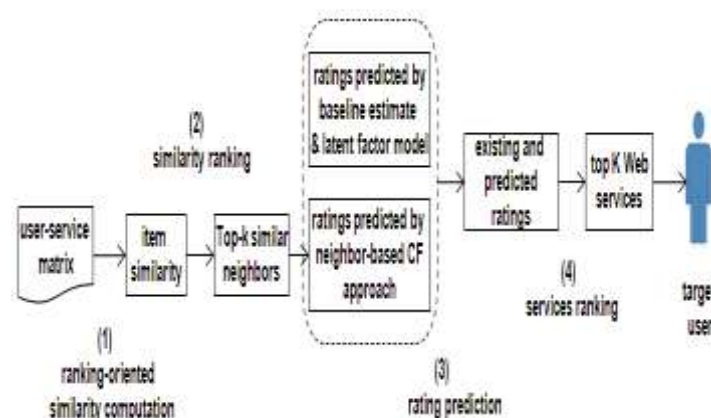 (2)
similarity ranking
ratings predicted by
baseline estimate
& latent factor model
existing and
predicted
ratings
top K Web
services
user-service
matrix
item
similarity
Top-k similar
neighbors
ratings predicted by
neighbor-based CF
approach
(4)
services ranking
target
user
(1)
ranking-oriented
similarity computation
(3)
rating prediction